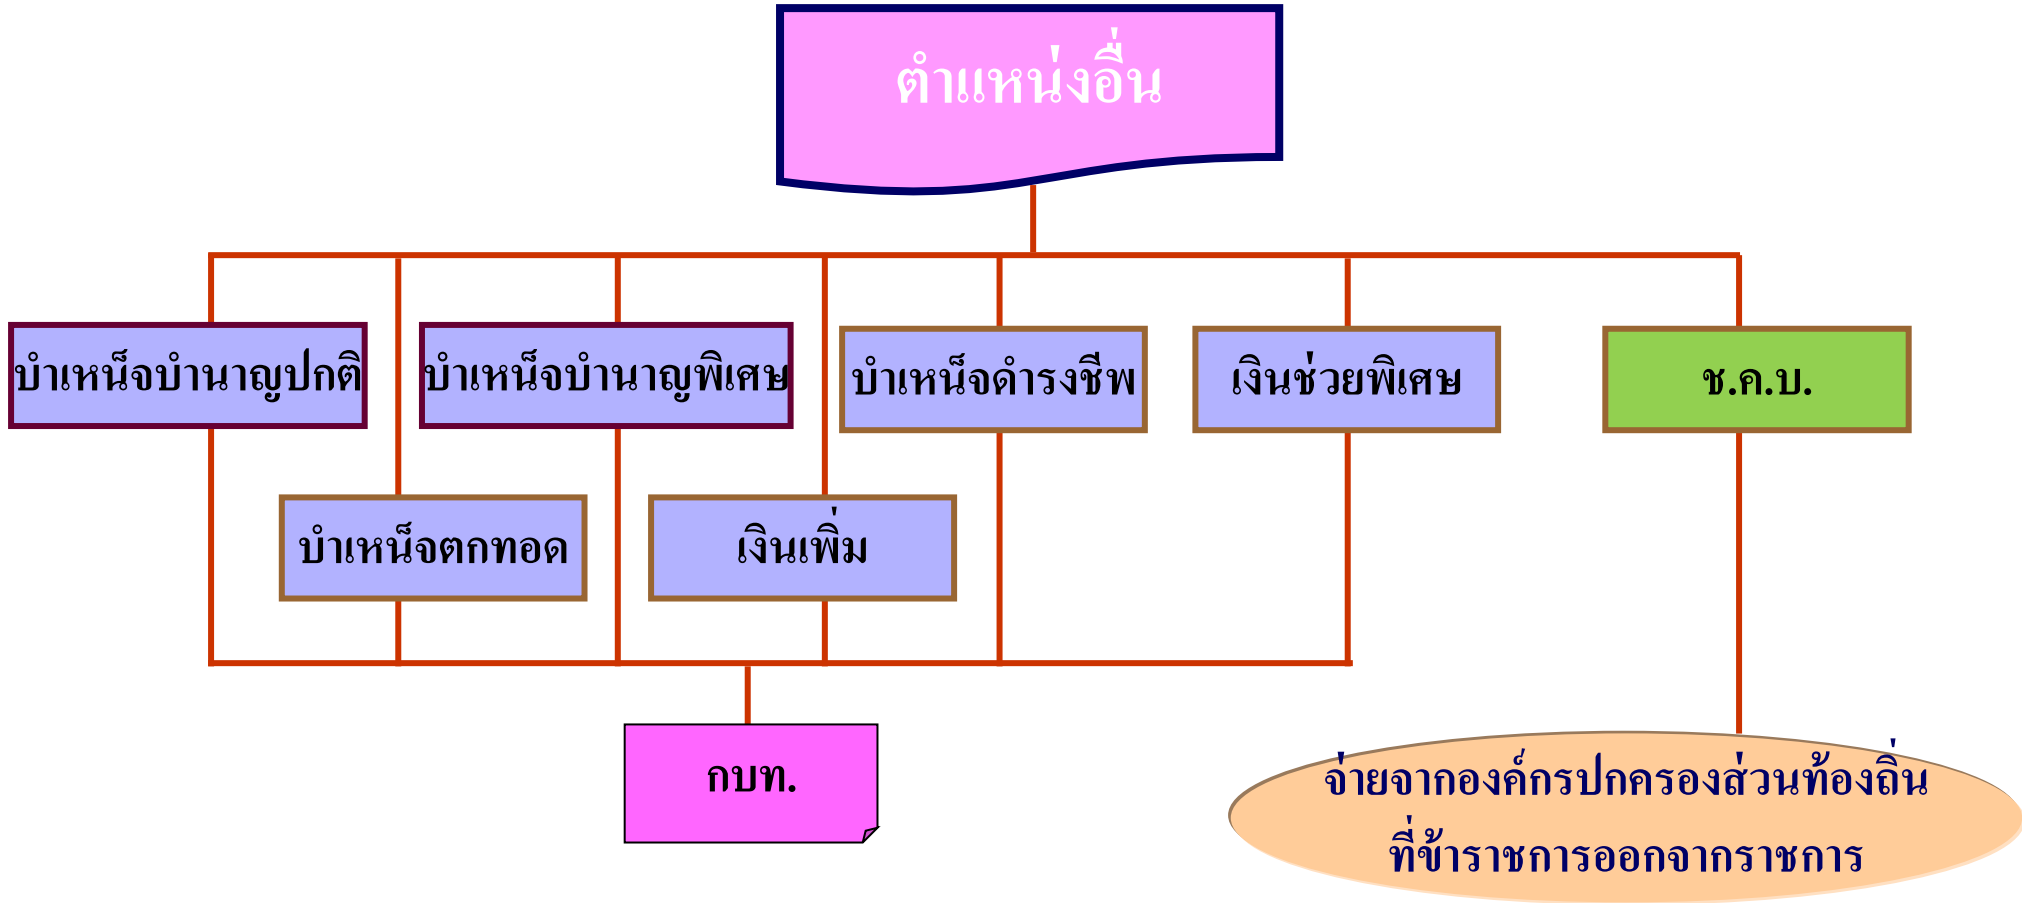 ตำแหน่งอื่น
บำเหน็จบำนาญปกติ
บำเหน็จบำนาญพิเศษ
บำเหน็จดำรงชีพ
เงินช่วยพิเศษ
ช.ค.บ.
บำเหน็จตกทอด
เงินเพิ่ม
กบท.
จ่ายจากองค์กรปกครองส่วนท้องถิ่น
ที่ข้าราชการออกจากราชการ